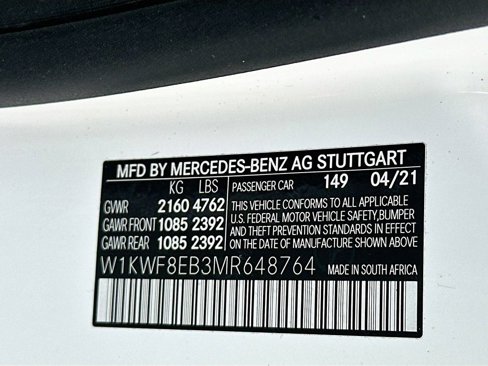 MFD BY MERCEDES-BENZ AG STUTTGART
KG LBS PASSENGER CAR 149 04/21
GVWR 2160 4762 THIS VEHICLE CONFORMS TO ALL APPLICABLE
U.S. FEDERAL MOTOR VEHICLE SAFETY,BUMPER
GAWR FRONT 1085 2392 AND THEFT PREVENTION STANDARDS IN EFFECT
GAWR REAR 1085 2392 ON THE DATE OF MANUFACTURE SHOWN ABOVE
W1KWF8EB3MR648764 MADE IN SOUTH AFRICA